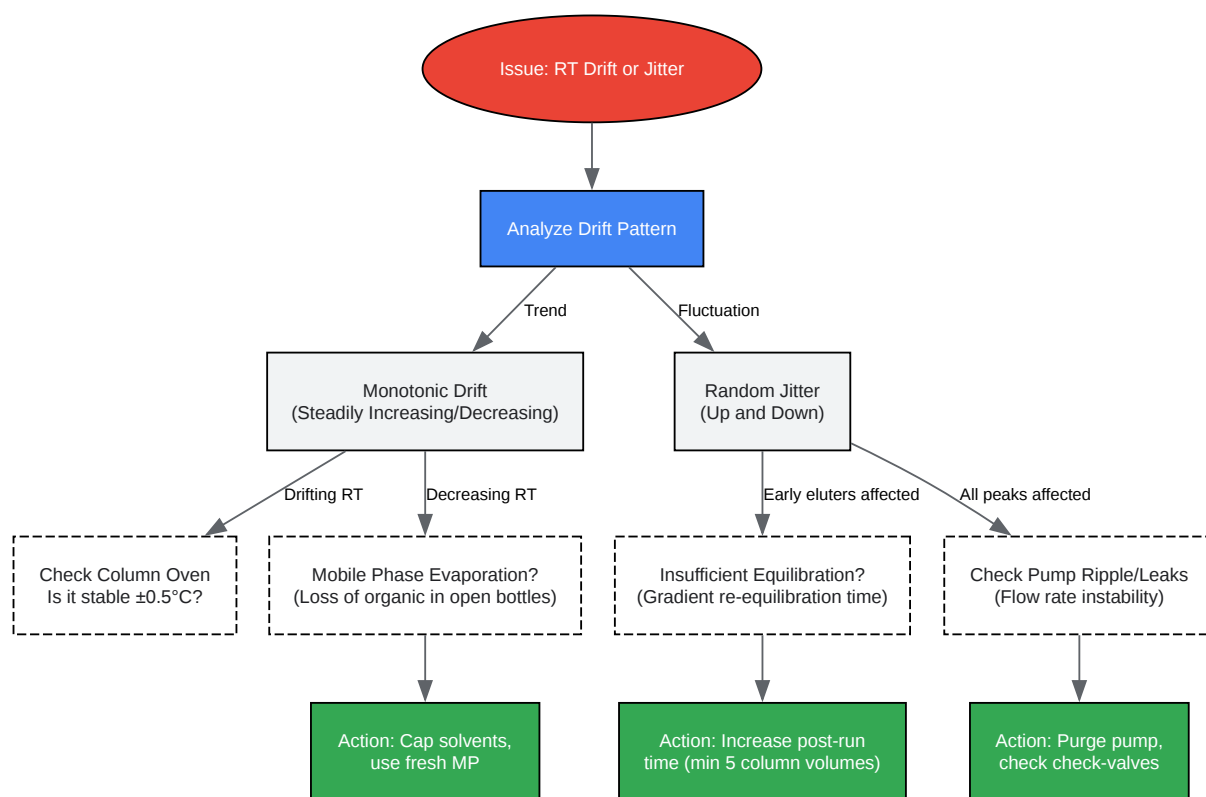 Issue: RT Drift or Jitter
Analyze Drift Pattern
Trend
Fluctuation
Monotonic Drift
(Steadily Increasing/Decreasing)
Random Jitter
(Up and Down)
Drifting RT
Decreasing RT
Early eluters affected
All peaks affected
Check Column Oven
Is it stable ±0.5°C?
Mobile Phase Evaporation?
(Loss of organic in open bottles)
Insufficient Equilibration?
(Gradient re-equilibration time)
Check Pump Ripple/Leaks
(Flow rate instability)
Action: Cap solvents,
use fresh MP
Action: Increase post-run
time (min 5 column volumes)
Action: Purge pump,
check check-valves